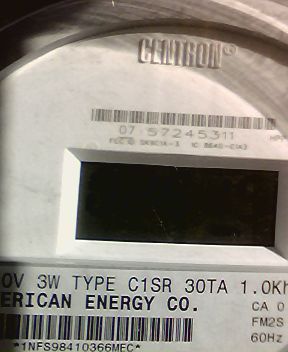 CENTRON®
07 57245311
0V 3W TYPE C1SR 30TA 1.0Kh
ERICAN ENERGY CO.
CA 0
FM2S
60Hz
*1NFS98410366MEC*